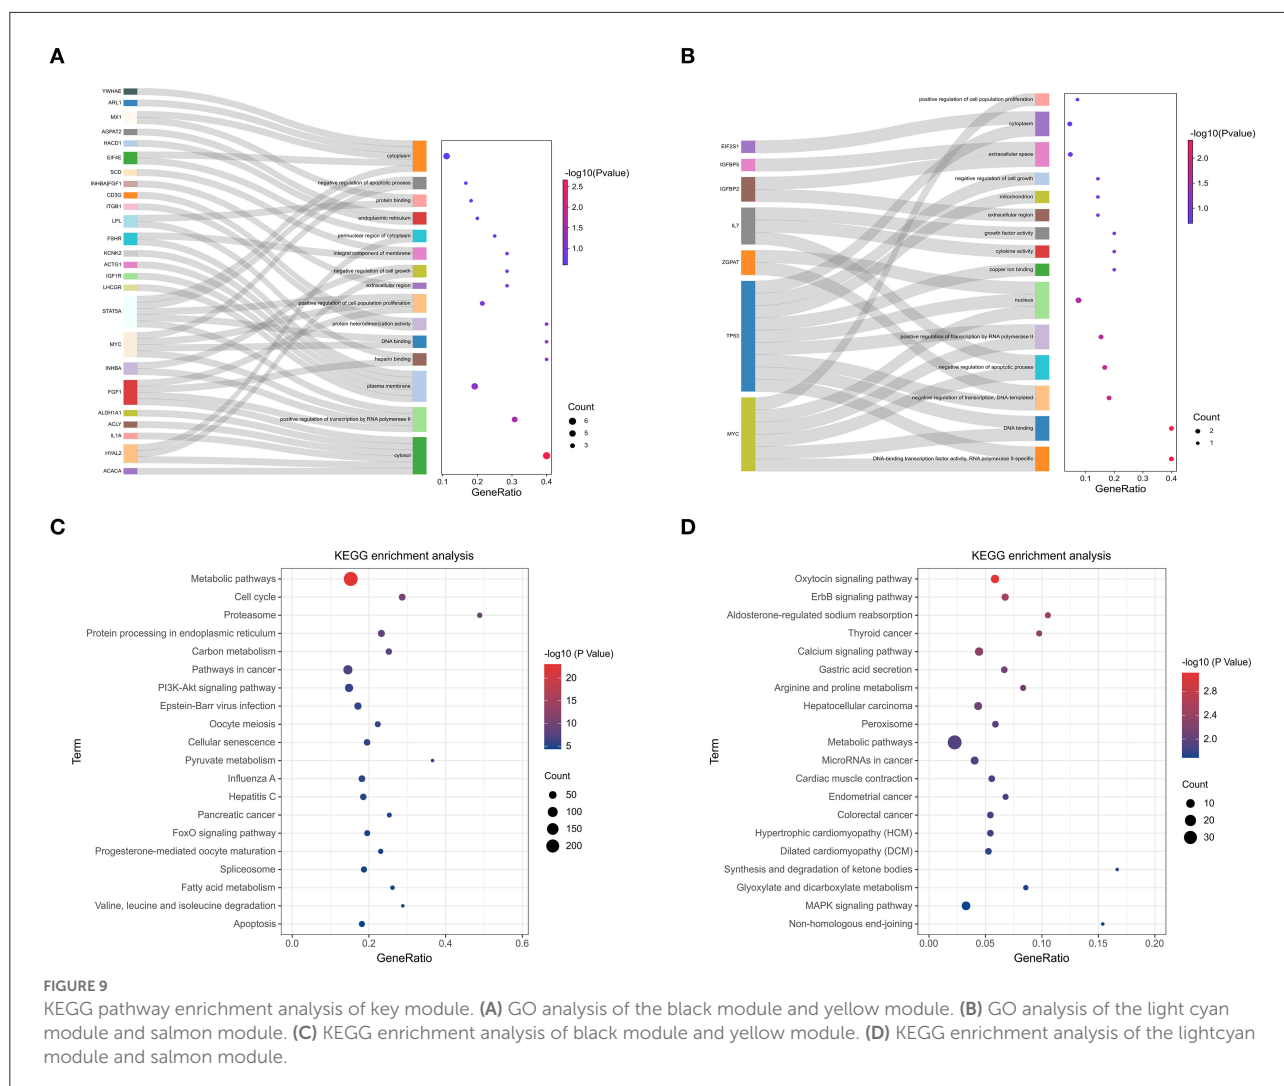 A
YWHAE
ARL1
MX1
AGPAT2
HACD1
EIF4E
SCD
INHBA|FGF1
CD3G
ITGB1
LPL
FSHR
KCNK2
ACTG1
IGF1R
LHCGR
STAT5A
MYC
INHBA
FGF1
ALDH1A1
ACLY
IL1A
HYAL2
ACACA
cytoplasm
negative regulation of apoptotic process
protein binding
endoplasmic reticulum
perinuclear region of cytoplasm
integral component of membrane
negative regulation of cell growth
extracellular region
positive regulation of cell population proliferation
protein heterodimerization activity
DNA binding
heparin binding
plasma membrane
positive regulation of transcription by RNA polymerase II
cytosol
0.1 0.2 0.3 0.4
GeneRatio
-log10(Pvalue)
2.5
2.0
1.5
1.0
Count
6
5
3
B
EIF2S1
IGFBP5
IGFBP2
IL7
ZGPAT
TP53
MYC
positive regulation of cell population proliferation
cytoplasm
extracellular space
negative regulation of cell growth
mitochondrion
extracellular region
growth factor activity
cytokine activity
copper ion binding
nucleus
positive regulation of transcription by RNA polymerase II
negative regulation of apoptotic process
negative regulation of transcription, DNA-templated
DNA binding
DNA-binding transcription factor activity, RNA polymerase II-specific
0.1 0.2 0.3 0.4
GeneRatio
-log10(Pvalue)
2.0
1.5
1.0
Count
2
1
C
KEGG enrichment analysis
Term
Metabolic pathways
Cell cycle
Proteasome
Protein processing in endoplasmic reticulum
Carbon metabolism
Pathways in cancer
PI3K-Akt signaling pathway
Epstein-Barr virus infection
Oocyte meiosis
Cellular senescence
Pyruvate metabolism
Influenza A
Hepatitis C
Pancreatic cancer
FoxO signaling pathway
Progesterone-mediated oocyte maturation
Spliceosome
Fatty acid metabolism
Valine, leucine and isoleucine degradation
Apoptosis
0.0 0.2 0.4 0.6
GeneRatio
-log10 (P Value)
20
15
10
5
Count
50
100
150
200
D
KEGG enrichment analysis
Term
Oxytocin signaling pathway
ErbB signaling pathway
Aldosterone-regulated sodium reabsorption
Thyroid cancer
Calcium signaling pathway
Gastric acid secretion
Arginine and proline metabolism
Hepatocellular carcinoma
Peroxisome
Metabolic pathways
MicroRNAs in cancer
Cardiac muscle contraction
Endometrial cancer
Colorectal cancer
Hypertrophic cardiomyopathy (HCM)
Dilated cardiomyopathy (DCM)
Synthesis and degradation of ketone bodies
Glyoxylate and dicarboxylate metabolism
MAPK signaling pathway
Non-homologous end-joining
0.00 0.05 0.10 0.15 0.20
GeneRatio
-log10 (P Value)
2.8
2.4
2.0
Count
10
20
30
FIGURE 9
KEGG pathway enrichment analysis of key module. (A) GO analysis of the black module and yellow module. (B) GO analysis of the light cyan
module and salmon module. (C) KEGG enrichment analysis of black module and yellow module. (D) KEGG enrichment analysis of the lightcyan
module and salmon module.